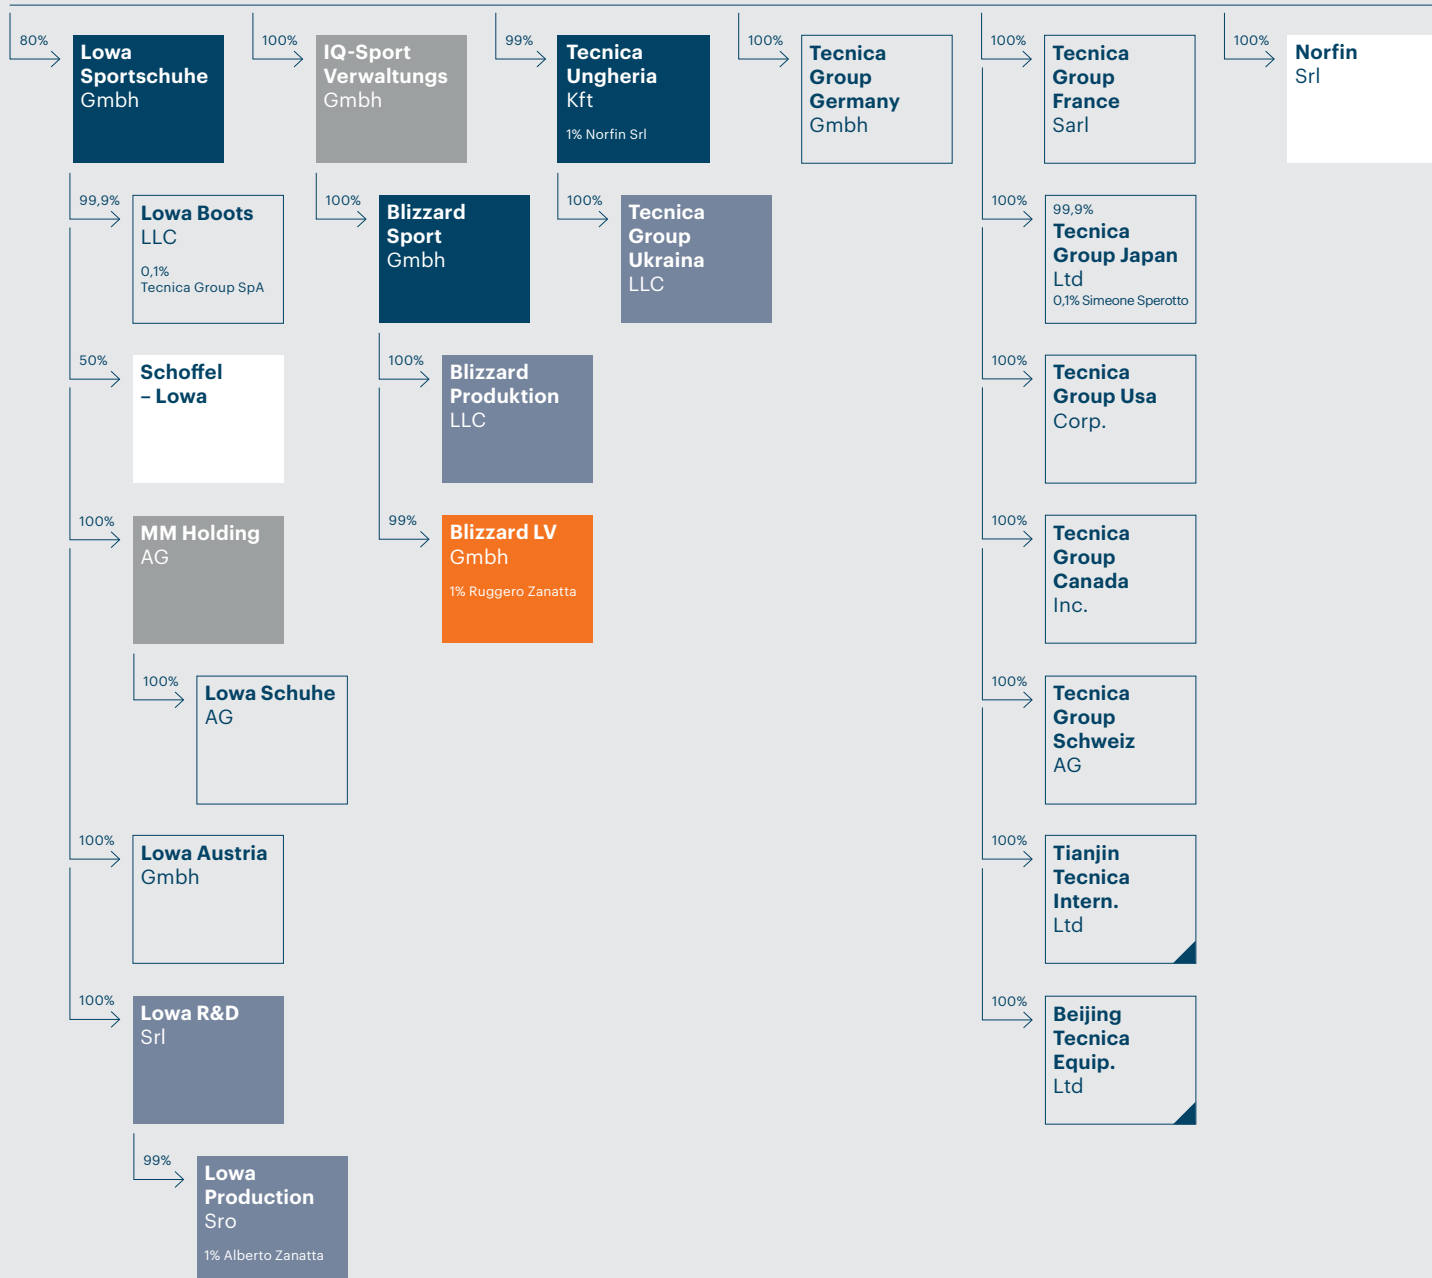 80%
Lowa
Sportschuhe
Gmbh
100%
IQ-Sport
Verwaltungs
Gmbh
99%
Tecnica
Ungheria
Kft
1% Norfin Srl
100%
Tecnica
Group
Germany
Gmbh
100%
Tecnica
Group
France
Sarl
100%
Norfin
Srl
99,9%
Lowa Boots
LLC
0,1%
Tecnica Group SpA
100%
Blizzard
Sport
Gmbh
100%
Tecnica
Group
Ukraina
LLC
100%
99,9%
Tecnica
Group Japan
Ltd
0,1% Simeone Sperotto
50%
Schoffel
– Lowa
100%
Blizzard
Produktion
LLC
100%
Tecnica
Group Usa
Corp.
100%
MM Holding
AG
99%
Blizzard LV
Gmbh
1% Ruggero Zanatta
100%
Tecnica
Group
Canada
Inc.
100%
Lowa Schuhe
AG
100%
Tecnica
Group
Schweiz
AG
100%
Lowa Austria
Gmbh
100%
Tianjin
Tecnica
Intern.
Ltd
100%
Lowa R&D
Srl
100%
Beijing
Tecnica
Equip.
Ltd
99%
Lowa
Production
Sro
1% Alberto Zanatta